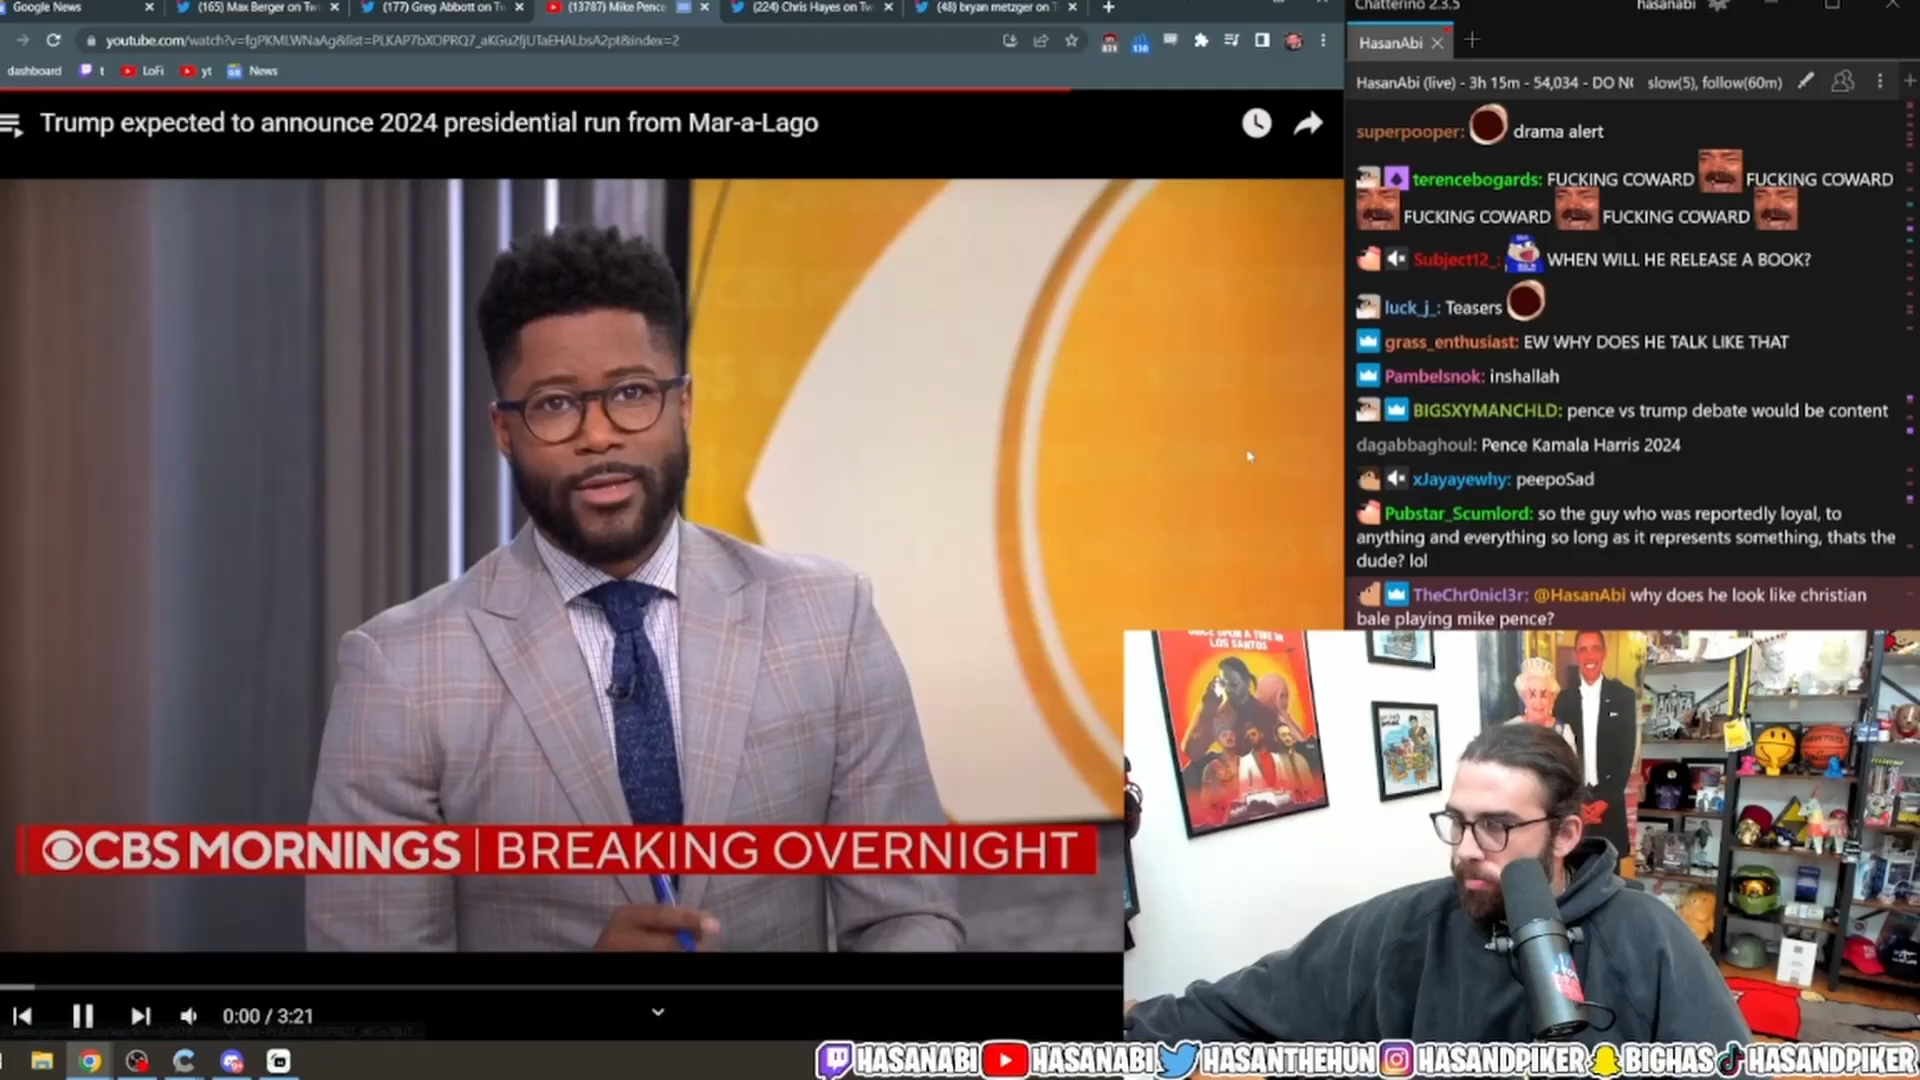 Google News
(165) Max Berger on Tw
(177) Greg Abbott on Tw
(13787) Mike Pence
(224) Chris Hayes on Tw
(48) bryan metzger on T
youtube.com/watch?v=fgPKMLWNaAg&list=PLKAP7bXOPRQ7_aKGu2fjUTaEHALbsA2pt&index=2
831
130
dashboard
t
LoFi
yt
News
Trump expected to announce 2024 presidential run from Mar-a-Lago
CBS MORNINGS | BREAKING OVERNIGHT
0:00 / 3:21
Chatterino 2.3.5
hasanabi
HasanAbi
HasanAbi (live) - 3h 15m - 54,034 - DO N
slow(5), follow(60m)
superpooper: drama alert
terencebogards: FUCKING COWARD FUCKING COWARD
FUCKING COWARD FUCKING COWARD
Subject12_: WHEN WILL HE RELEASE A BOOK?
luck_j_: Teasers
grass_enthusiast: EW WHY DOES HE TALK LIKE THAT
Pambelsnok: inshallah
BIGSXYMANCHLD: pence vs trump debate would be content
dagabbaghoul: Pence Kamala Harris 2024
xJayayewhy: peepoSad
Pubstar_Scumlord: so the guy who was reportedly loyal, to
anything and everything so long as it represents something, thats the
dude? lol
TheChr0nicl3r: @HasanAbi why does he look like christian
bale playing mike pence?
ONCE UPON A TIME IN
LOS SANTOS
HASANABI HASANABI HASANTHEHUN HASANDPIKER BIGHAS HASANDPIKER